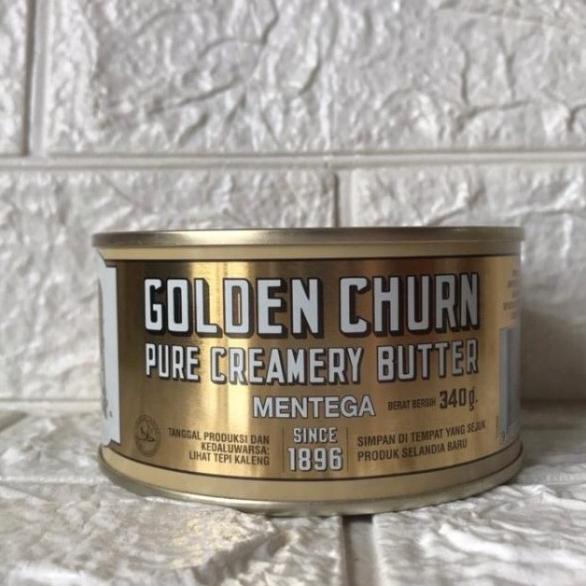 GOLDEN CHURN
PURE CREAMERY BUTTER
MENTEGA BERAT BERSIH 340g.
TANGGAL PRODUKSI DAN
KEDALUWARSA:
LIHAT TEPI KALENG
SINCE
1896
SIMPAN DI TEMPAT YANG SEJUK
PRODUK SELANDIA BARU